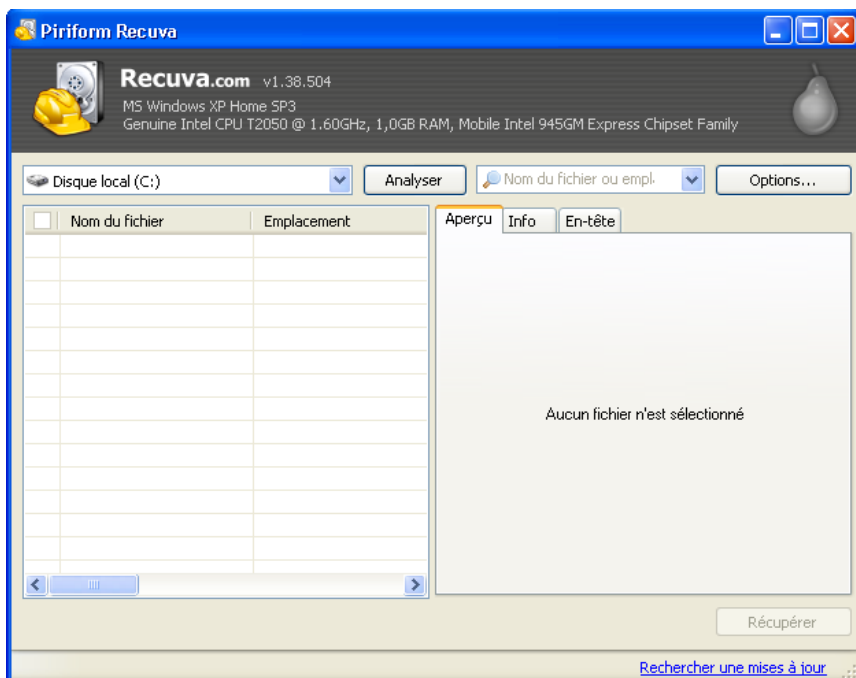 Piriform Recuva
Recuva.com v1.38.504
MS Windows XP Home SP3
Genuine Intel CPU T2050 @ 1.60GHz, 1,0GB RAM, Mobile Intel 945GM Express Chipset Family
Disque local (C:) Analyser Nom du fichier ou empl. Options...
Nom du fichier Emplacement Aperçu Info En-tête
Aucun fichier n'est sélectionné
Récupérer
Rechercher une mises à jour